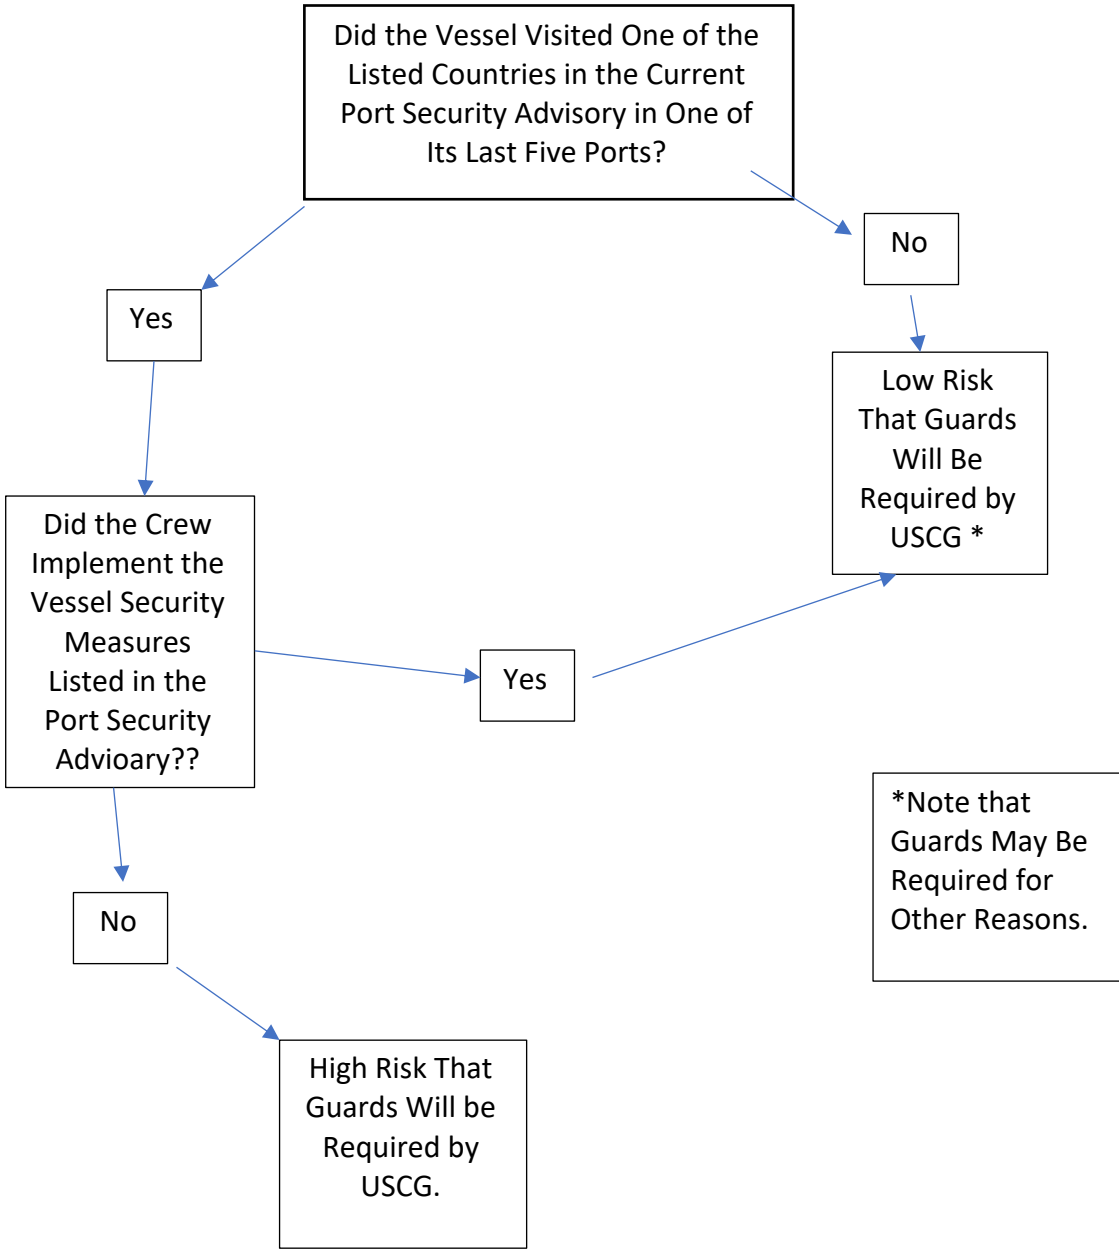 Did the Vessel Visited One of the
Listed Countries in the Current
Port Security Advisory in One of
Its Last Five Ports?
No
Yes
Low Risk
That Guards
Will Be
Required by
USCG *
Did the Crew
Implement the
Vessel Security
Measures
Listed in the
Port Security
Advioary??
Yes
*Note that
Guards May Be
Required for
Other Reasons.
No
High Risk That
Guards Will be
Required by
USCG.